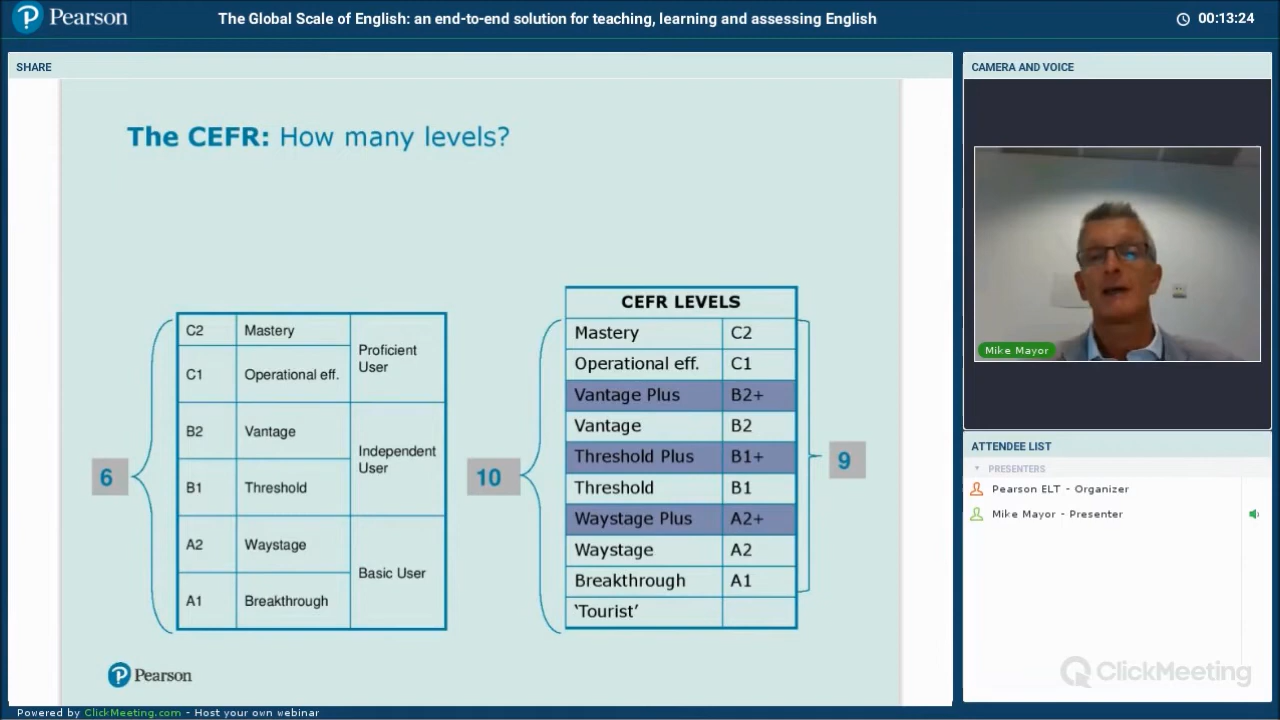 Pearson
The Global Scale of English: an end-to-end solution for teaching, learning and assessing English
00:13:24
SHARE
The CEFR: How many levels?
6
C2 Mastery
Proficient
User
C1 Operational eff.
B2 Vantage
Independent
User
B1 Threshold
A2 Waystage
Basic User
A1 Breakthrough
10
CEFR LEVELS
Mastery C2
Operational eff. C1
Vantage Plus B2+
Vantage B2
Threshold Plus B1+
Threshold B1
Waystage Plus A2+
Waystage A2
Breakthrough A1
‘Tourist’
9
Pearson
CAMERA AND VOICE
Mike Mayor
ATTENDEE LIST
PRESENTERS
Pearson ELT - Organizer
Mike Mayor - Presenter
ClickMeeting
Powered by ClickMeeting.com - Host your own webinar